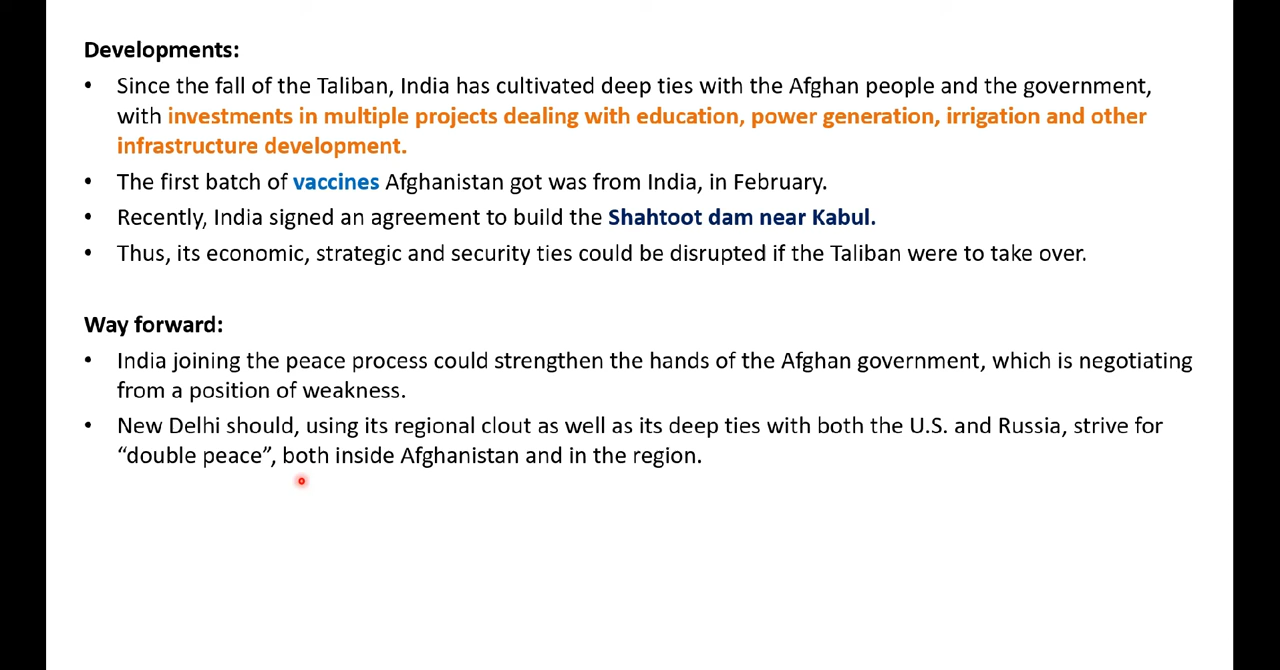 Developments:
• Since the fall of the Taliban, India has cultivated deep ties with the Afghan people and the government,
with investments in multiple projects dealing with education, power generation, irrigation and other
infrastructure development.
• The first batch of vaccines Afghanistan got was from India, in February.
• Recently, India signed an agreement to build the Shahtoot dam near Kabul.
• Thus, its economic, strategic and security ties could be disrupted if the Taliban were to take over.
Way forward:
• India joining the peace process could strengthen the hands of the Afghan government, which is negotiating
from a position of weakness.
• New Delhi should, using its regional clout as well as its deep ties with both the U.S. and Russia, strive for
“double peace”, both inside Afghanistan and in the region.